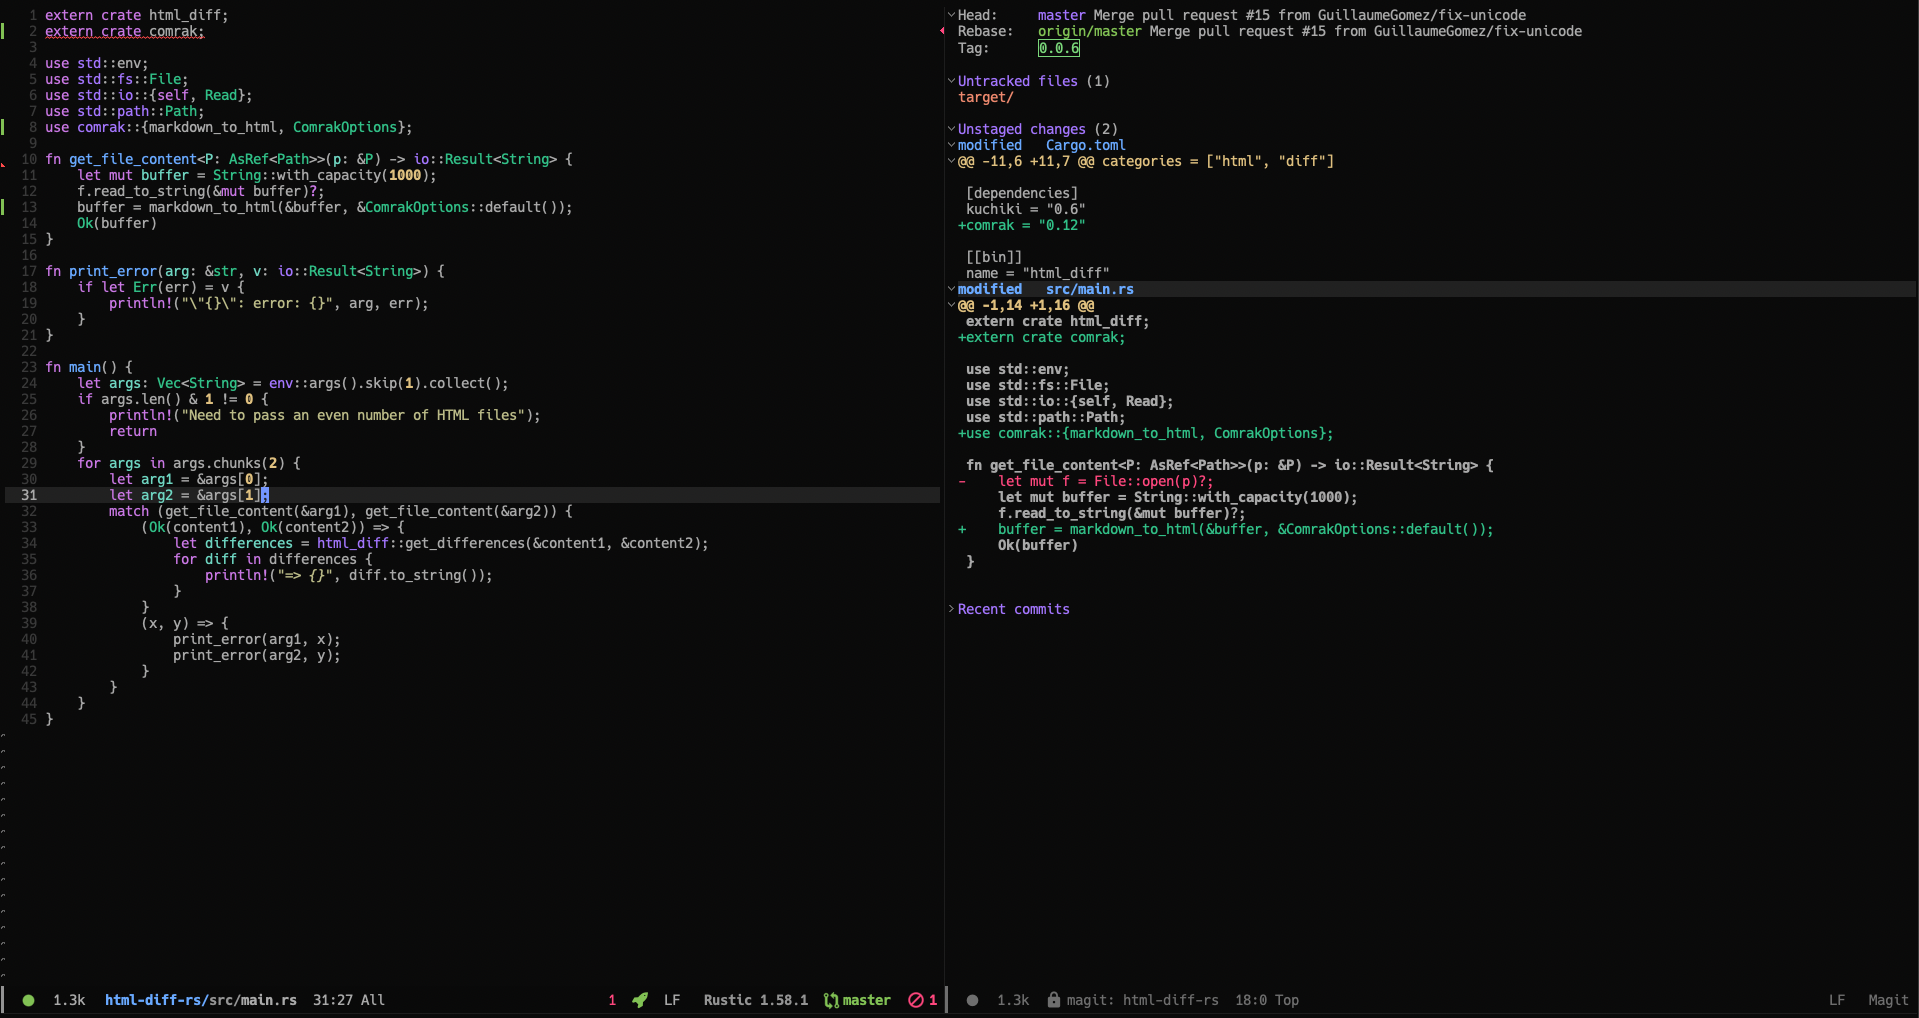 1 extern crate html_diff;
2 extern crate comrak;
3
4 use std::env;
5 use std::fs::File;
6 use std::io::{self, Read};
7 use std::path::Path;
8 use comrak::{markdown_to_html, ComrakOptions};
9
10 fn get_file_content<P: AsRef<Path>>(p: &P) -> io::Result<String> {
11     let mut buffer = String::with_capacity(1000);
12     f.read_to_string(&mut buffer)?;
13     buffer = markdown_to_html(&buffer, &ComrakOptions::default());
14     Ok(buffer)
15 }
16
17 fn print_error(arg: &str, v: io::Result<String>) {
18     if let Err(err) = v {
19         println!("\"{}\": error: {}", arg, err);
20     }
21 }
22
23 fn main() {
24     let args: Vec<String> = env::args().skip(1).collect();
25     if args.len() & 1 != 0 {
26         println!("Need to pass an even number of HTML files");
27         return
28     }
29     for args in args.chunks(2) {
30         let arg1 = &args[0];
31         let arg2 = &args[1];
32         match (get_file_content(&arg1), get_file_content(&arg2)) {
33             (Ok(content1), Ok(content2)) => {
34                 let differences = html_diff::get_differences(&content1, &content2);
35                 for diff in differences {
36                     println!("=> {}", diff.to_string());
37                 }
38             }
39             (x, y) => {
40                 print_error(arg1, x);
41                 print_error(arg2, y);
42             }
43         }
44     }
45 }
1.3k html-diff-rs/src/main.rs 31:27 All 1 LF Rustic 1.58.1 master 1
Head:     master Merge pull request #15 from GuillaumeGomez/fix-unicode
Rebase:   origin/master Merge pull request #15 from GuillaumeGomez/fix-unicode
Tag:      0.0.6
Untracked files (1)
target/
Unstaged changes (2)
modified   Cargo.toml
@@ -11,6 +11,7 @@ categories = ["html", "diff"]
 [dependencies]
 kuchiki = "0.6"
+comrak = "0.12"
 [[bin]]
 name = "html_diff"
modified   src/main.rs
@@ -1,14 +1,16 @@
 extern crate html_diff;
+extern crate comrak;
 use std::env;
 use std::fs::File;
 use std::io::{self, Read};
 use std::path::Path;
+use comrak::{markdown_to_html, ComrakOptions};
 fn get_file_content<P: AsRef<Path>>(p: &P) -> io::Result<String> {
-    let mut f = File::open(p)?;
     let mut buffer = String::with_capacity(1000);
     f.read_to_string(&mut buffer)?;
+    buffer = markdown_to_html(&buffer, &ComrakOptions::default());
     Ok(buffer)
 }
Recent commits
1.3k magit: html-diff-rs 18:0 Top LF Magit